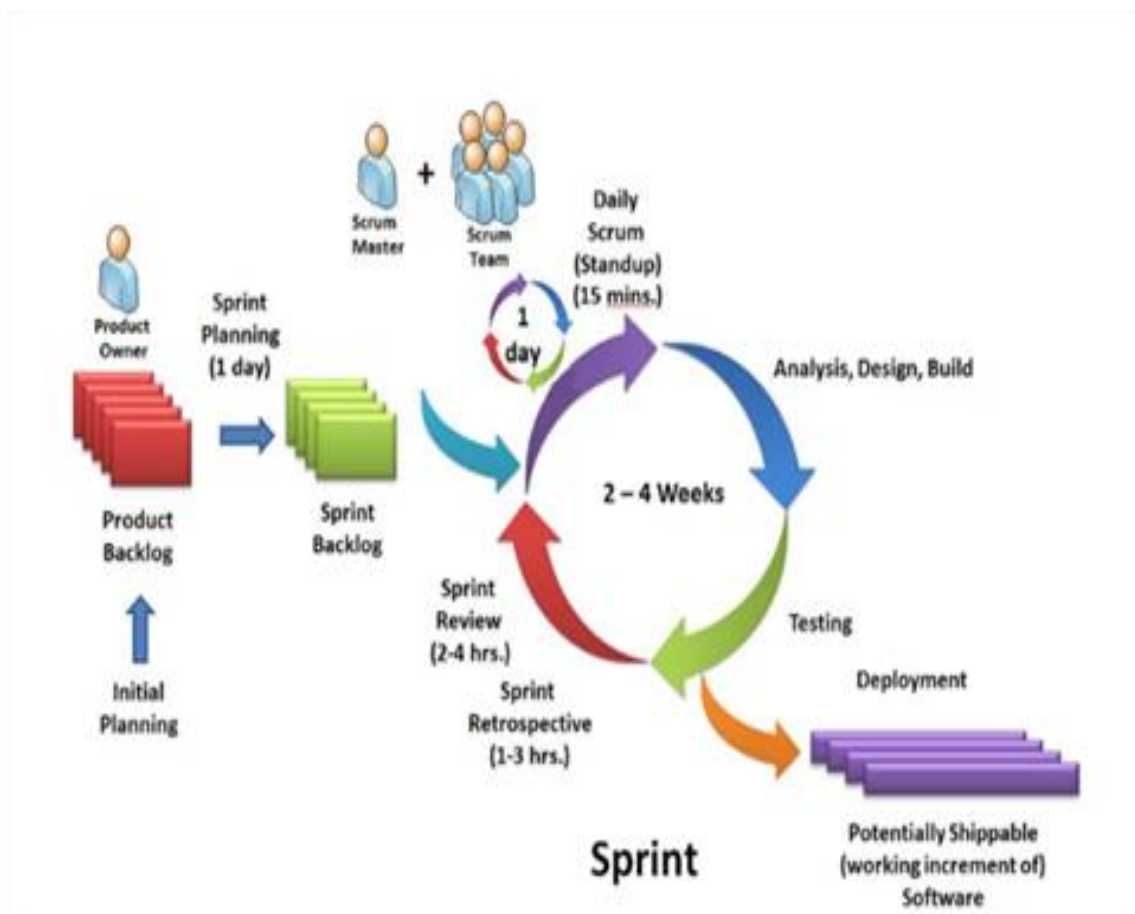 Scrum
Master
+
Scrum
Team
Daily
Scrum
(Standup)
(15 mins.)
1
day
Product
Owner
Sprint
Planning
(1 day)
Analysis, Design, Build
2 – 4 Weeks
Product
Backlog
Sprint
Backlog
Sprint
Review
(2-4 hrs.)
Testing
Initial
Planning
Sprint
Retrospective
(1-3 hrs.)
Deployment
Sprint
Potentially Shippable
(working increment of)
Software